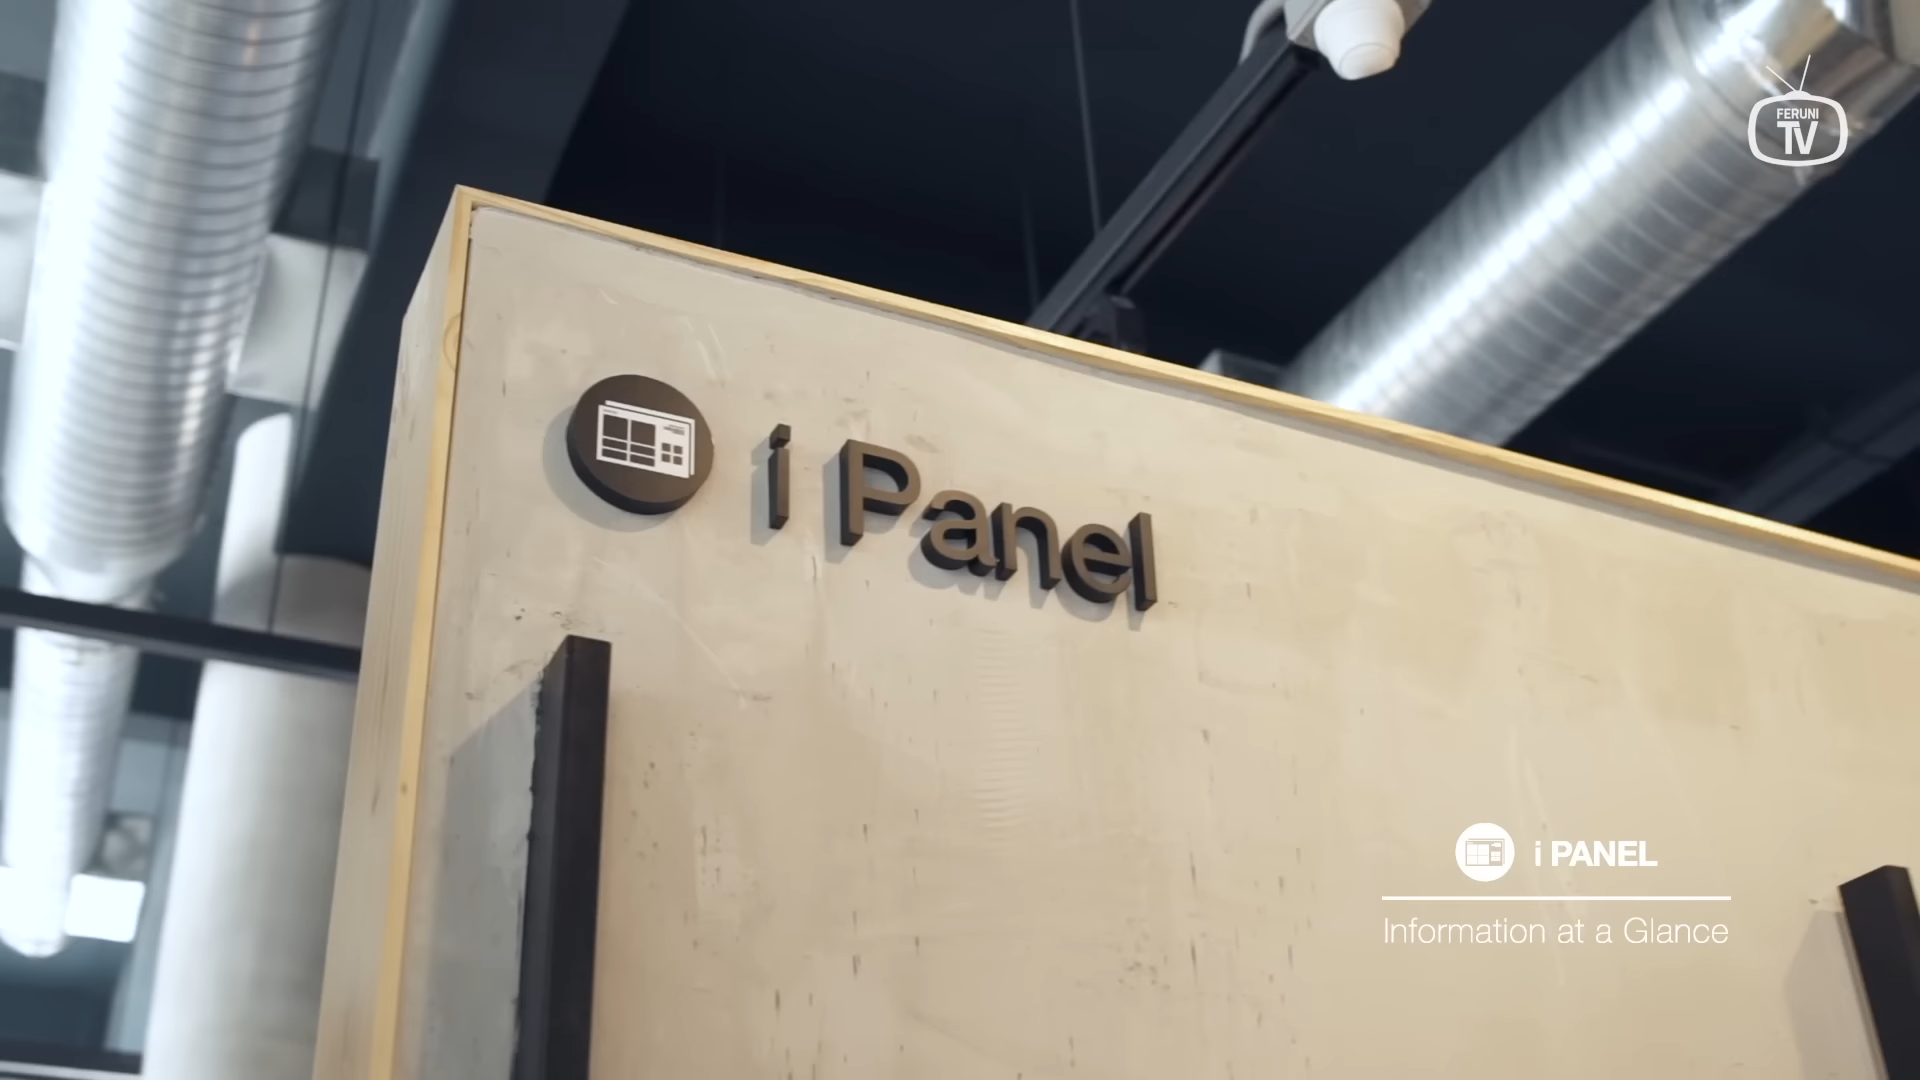 FERUNI
TV
i Panel
i PANEL
Information at a Glance